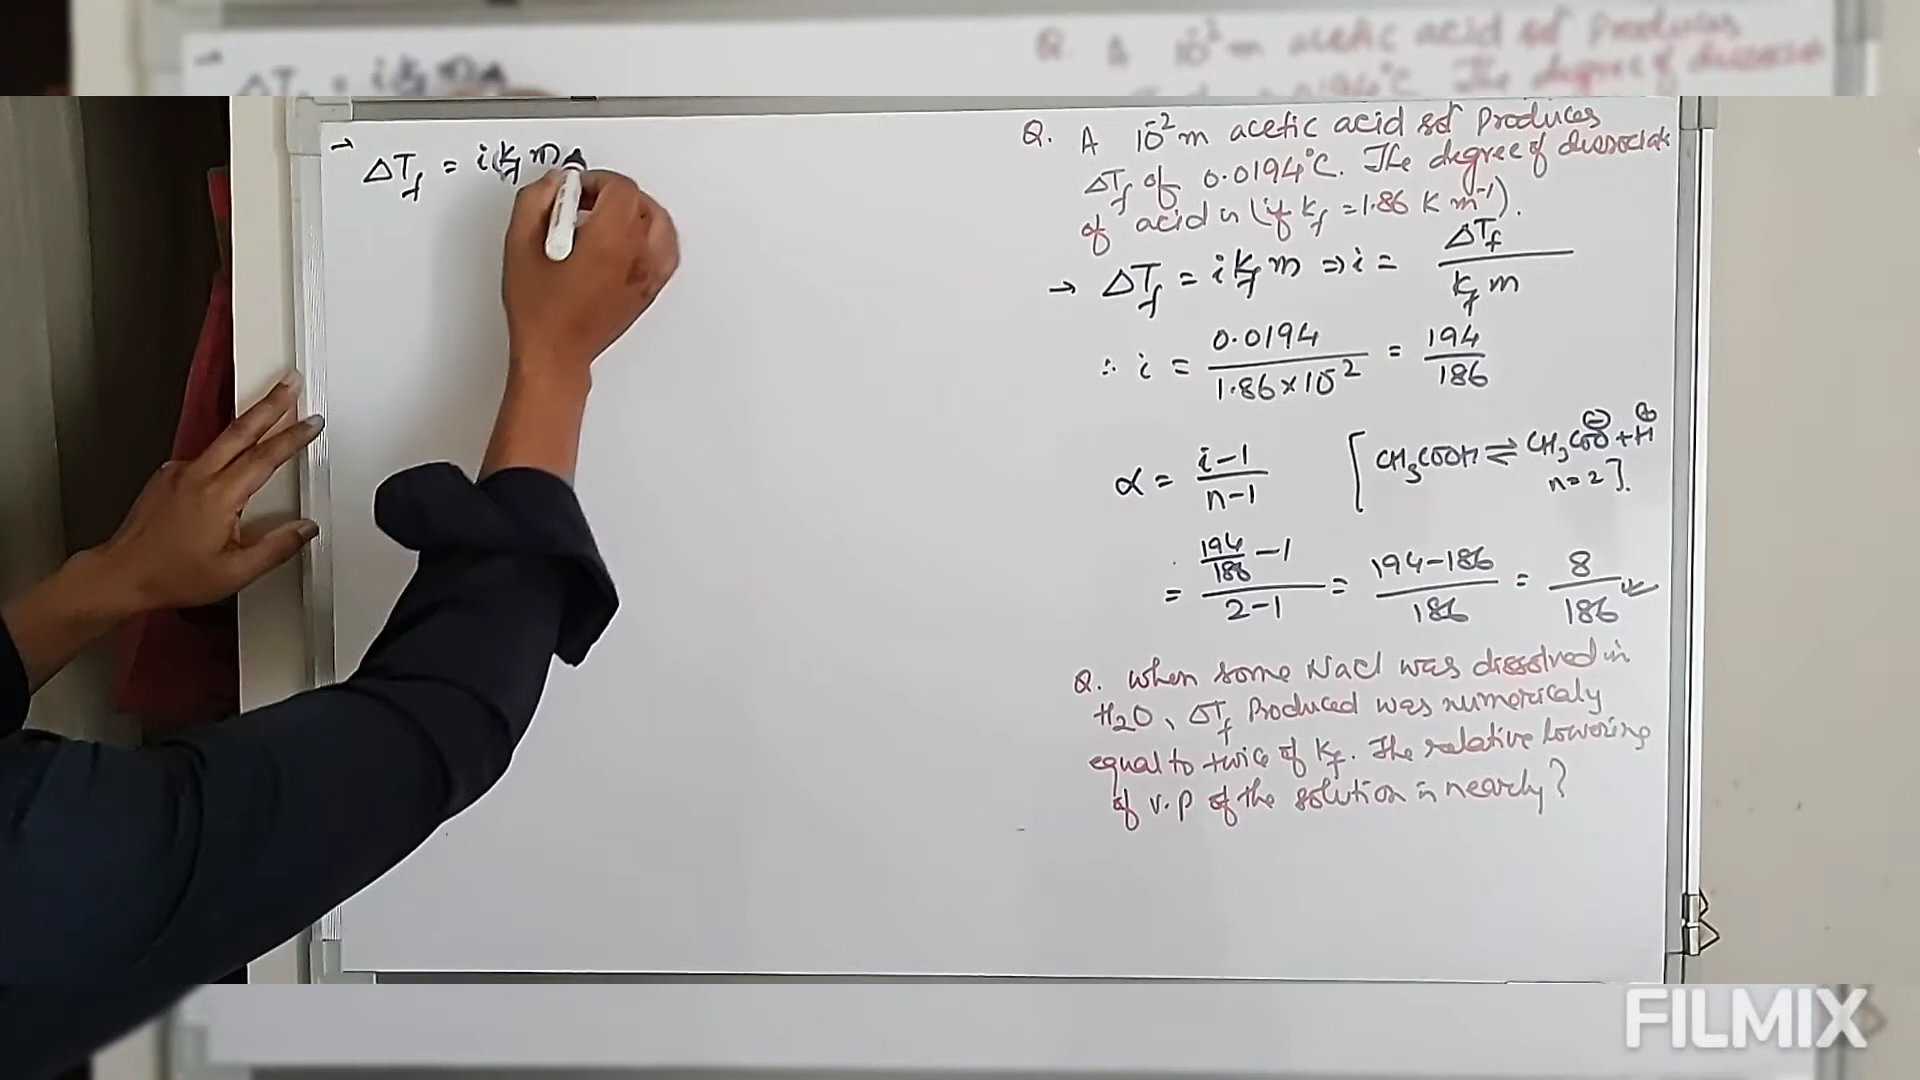 → ΔTf = i Kf m
Q. A 10⁻² m acetic acid solⁿ Produces
ΔTf of 0.0194°C. The degree of dissociatⁿ
of acid is (if Kf = 1.86 K m⁻¹).
→ ΔTf = i Kf m ⇒ i = ΔTf / Kf m
∴ i = 0.0194 / 1.86×10⁻² = 194 / 186
α = i-1 / n-1 [CH₃COOH ⇌ CH₃COO⊖ + H⊕
n=2].
= 194/186 - 1 / 2-1 = 194-186 / 186 = 8 / 186
Q. When some NaCl was dissolved in
H2O, ΔTf Produced was numericaly
equal to twice of Kf. The relative lowering
of v.p of the solution is nearly?
FILMIX